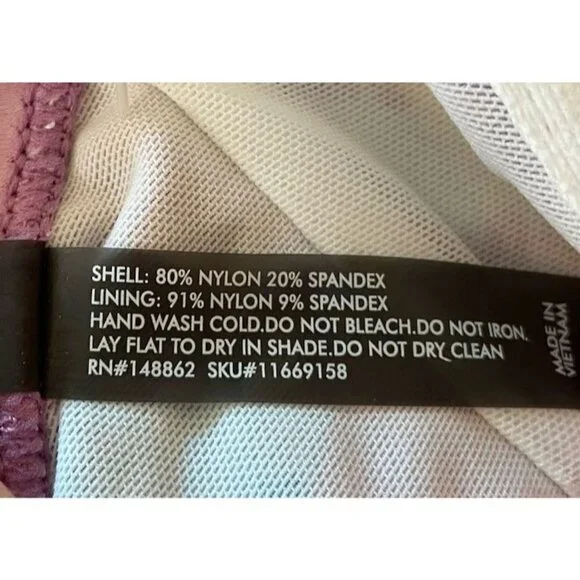 SHELL: 80% NYLON 20% SPANDEX
LINING: 91% NYLON 9% SPANDEX
HAND WASH COLD.DO NOT BLEACH.DO NOT IRON.
LAY FLAT TO DRY IN SHADE.DO NOT DRY CLEAN
RN#148862 SKU#11669158
MADE IN
VIETNAM